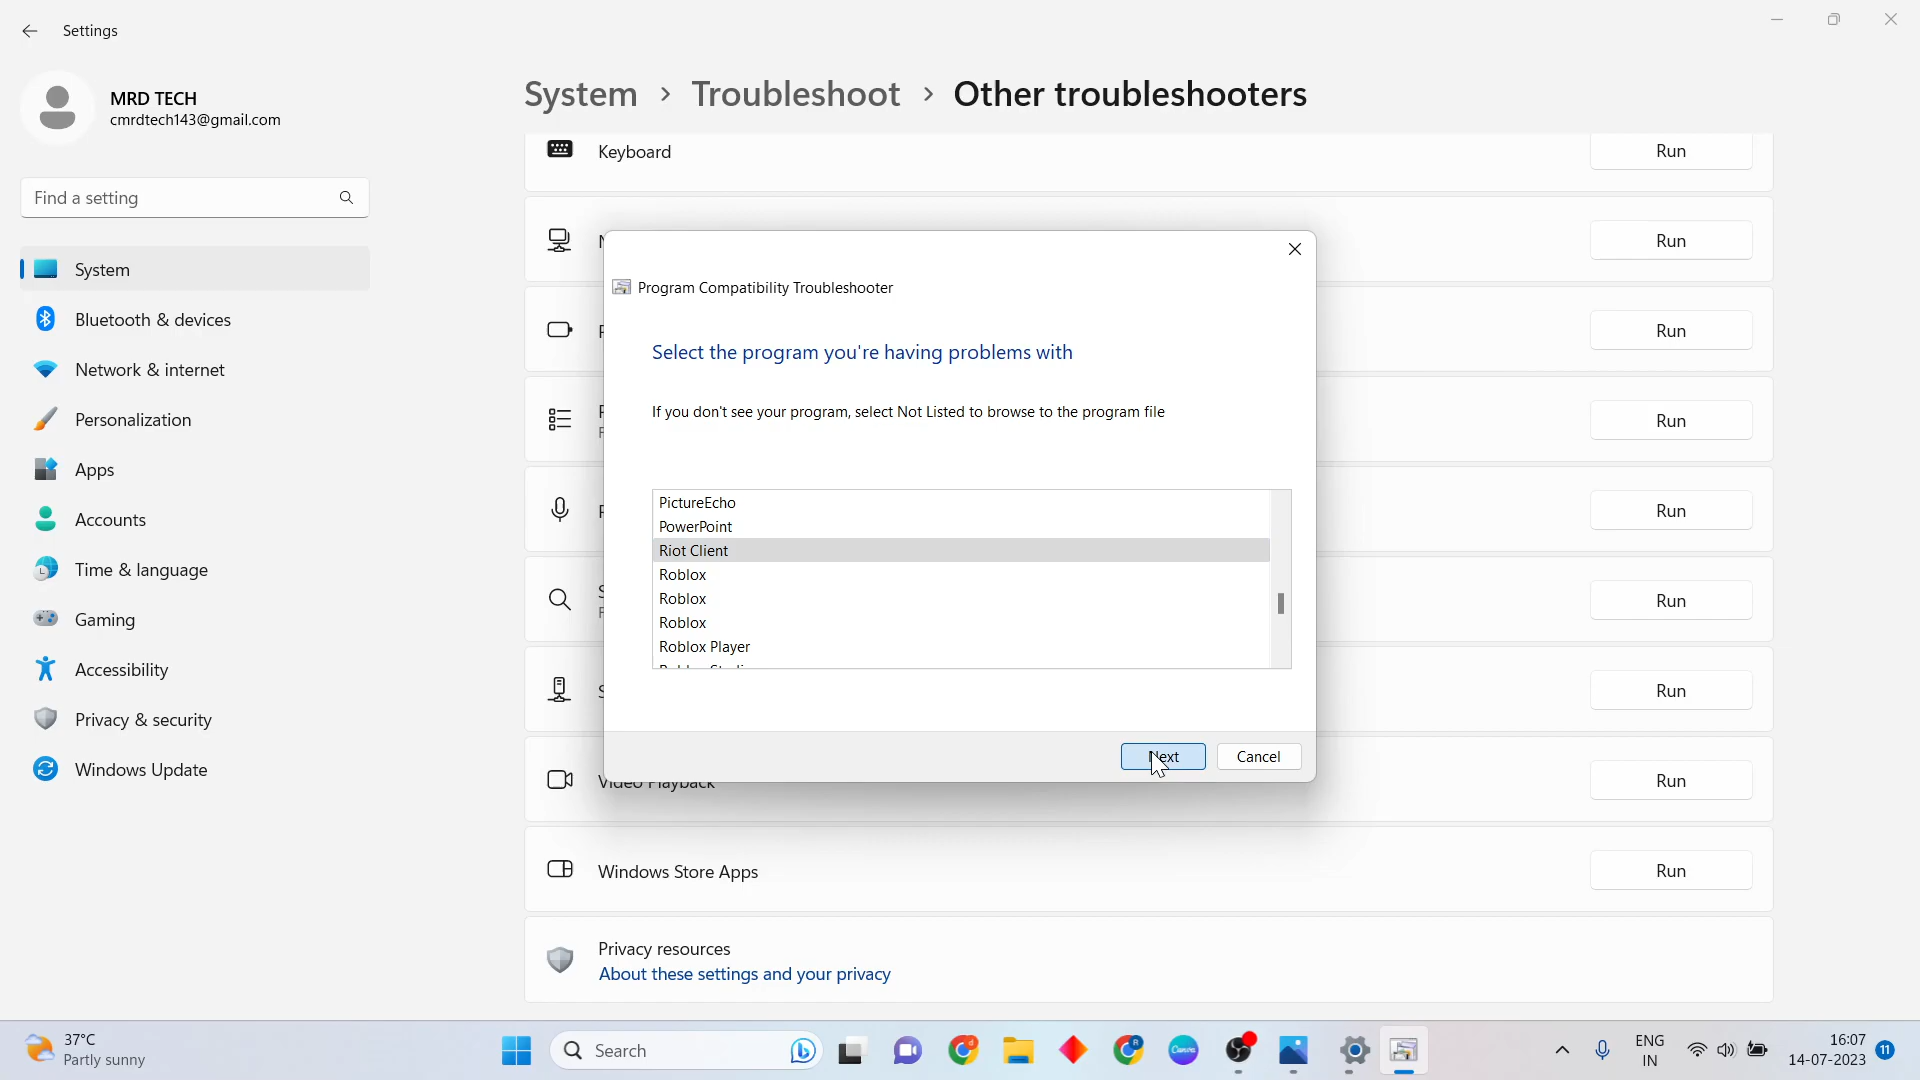 Settings
MRD TECH
cmrdtech143@gmail.com
Find a setting
System
Bluetooth & devices
Network & internet
Personalization
Apps
Accounts
Time & language
Gaming
Accessibility
Privacy & security
Windows Update
System > Troubleshoot > Other troubleshooters
Keyboard
Run
Run
Run
Run
Run
Run
Run
Video Playback
Run
Windows Store Apps
Run
Privacy resources
About these settings and your privacy
Program Compatibility Troubleshooter
Select the program you're having problems with
If you don't see your program, select Not Listed to browse to the program file
PictureEcho
PowerPoint
Riot Client
Roblox
Roblox
Roblox
Roblox Player
Next
Cancel
37°C
Partly sunny
Search
Canva
ENG
IN
16:07
14-07-2023
11